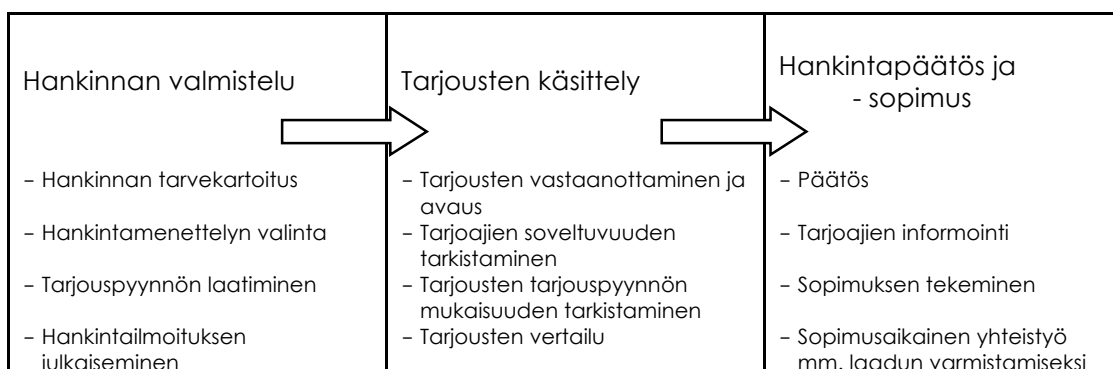 Hankinnan valmistelu
- Hankinnan tarvekartoitus
- Hankintamenettelyn valinta
- Tarjouspyynnön laatiminen
- Hankintailmoituksen
julkaiseminen
Tarjousten käsittely
- Tarjousten vastaanottaminen ja
avaus
- Tarjoajien soveltuvuuden
tarkistaminen
- Tarjousten tarjouspyynnön
mukaisuuden tarkistaminen
- Tarjousten vertailu
Hankintapäätös ja
- sopimus
- Päätös
- Tarjoajien informointi
- Sopimuksen tekeminen
- Sopimusaikainen yhteistyö
mm. laadun varmistamiseksi